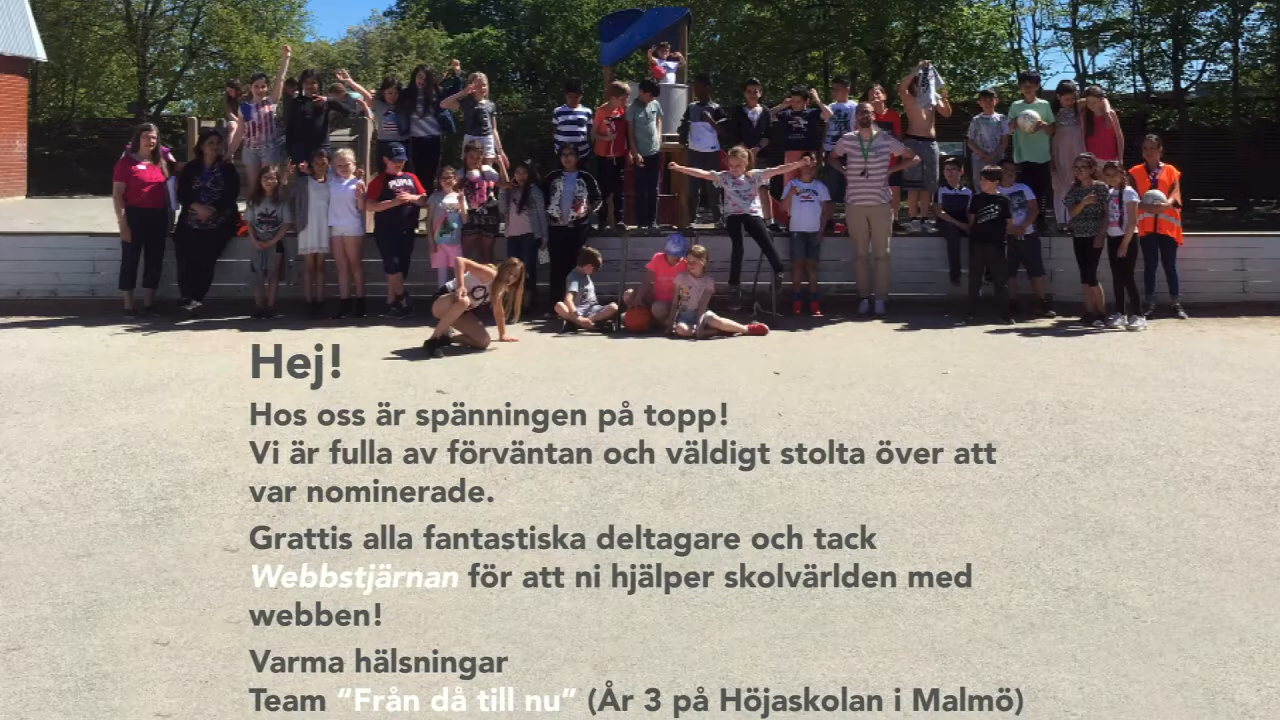 Hej!
Hos oss är spänningen på topp!
Vi är fulla av förväntan och väldigt stolta över att
var nominerade.
Grattis alla fantastiska deltagare och tack
Webbstjärnan för att ni hjälper skolvärlden med
webben!
Varma hälsningar
Team “Från då till nu” (År 3 på Höjaskolan i Malmö)
PUMA